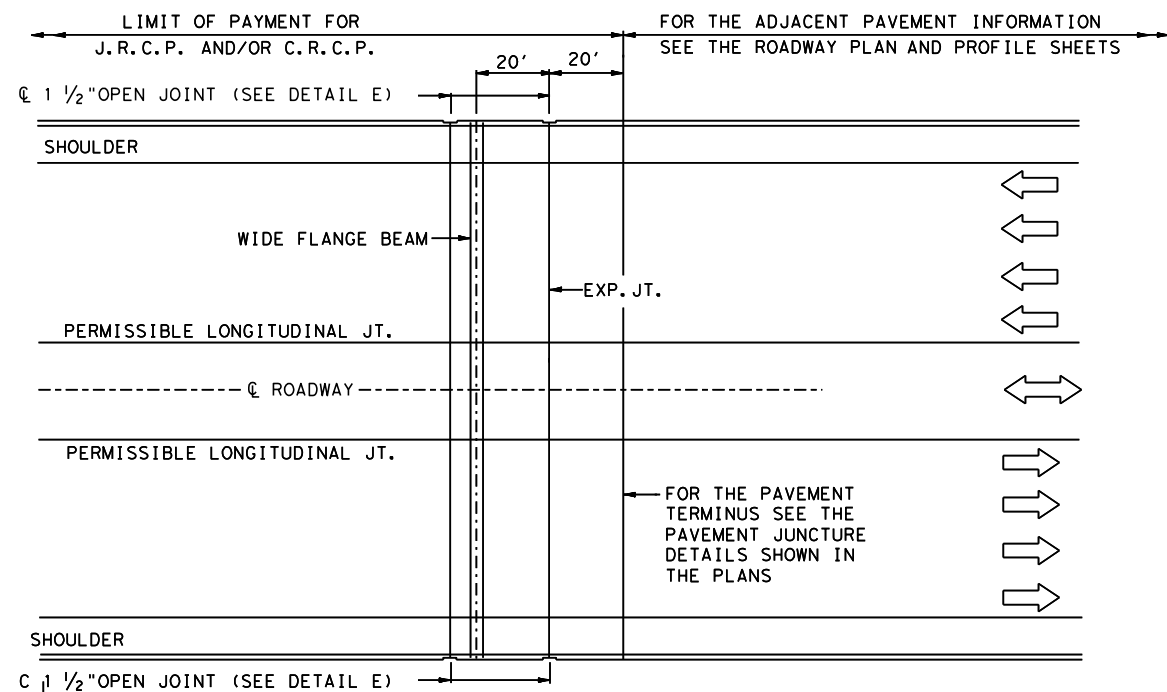 LIMIT OF PAYMENT FOR
J.R.C.P. AND/OR C.R.C.P.
FOR THE ADJACENT PAVEMENT INFORMATION
SEE THE ROADWAY PLAN AND PROFILE SHEETS
20' 20'
℄ 1 ½"OPEN JOINT (SEE DETAIL E)
SHOULDER
WIDE FLANGE BEAM
EXP.JT.
PERMISSIBLE LONGITUDINAL JT.
℄ ROADWAY
PERMISSIBLE LONGITUDINAL JT.
FOR THE PAVEMENT
TERMINUS SEE THE
PAVEMENT JUNCTURE
DETAILS SHOWN IN
THE PLANS
SHOULDER
C 1 ½"OPEN JOINT (SEE DETAIL E)